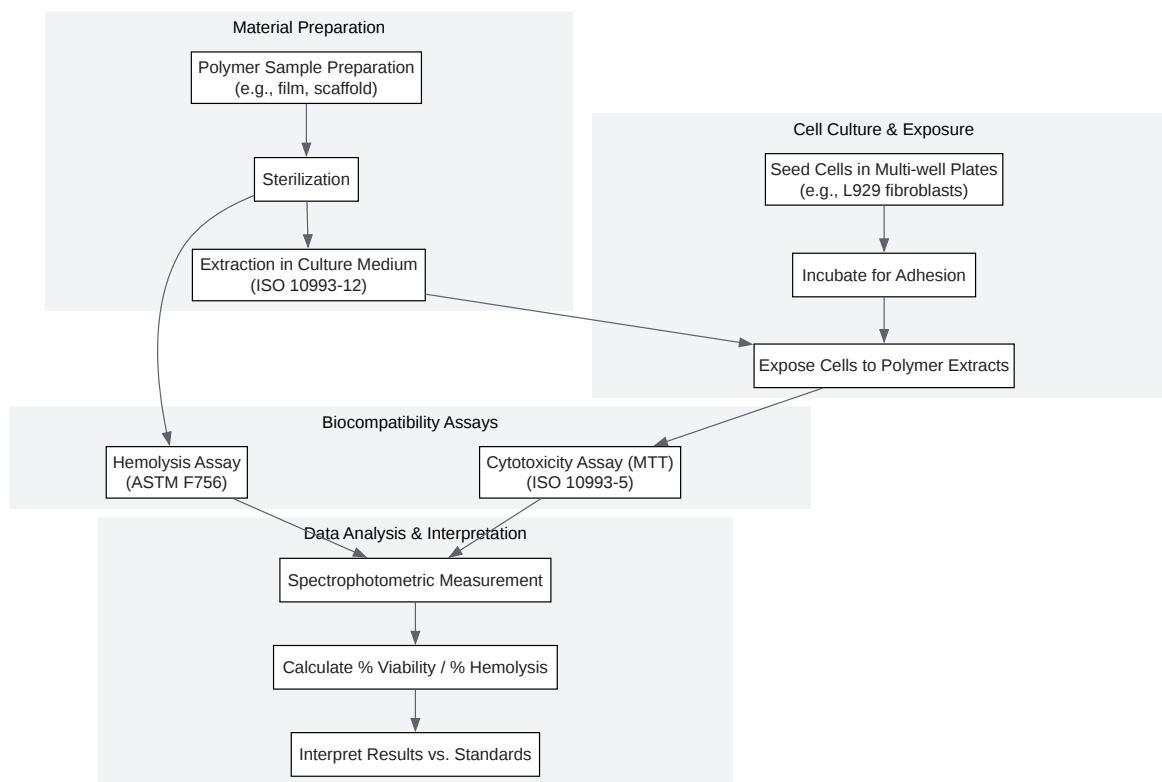 Material Preparation
Polymer Sample Preparation
(e.g., film, scaffold)
Sterilization
Extraction in Culture Medium
(ISO 10993-12)
Cell Culture & Exposure
Seed Cells in Multi-well Plates
(e.g., L929 fibroblasts)
Incubate for Adhesion
Expose Cells to Polymer Extracts
Biocompatibility Assays
Hemolysis Assay
(ASTM F756)
Cytotoxicity Assay (MTT)
(ISO 10993-5)
Data Analysis & Interpretation
Spectrophotometric Measurement
Calculate % Viability / % Hemolysis
Interpret Results vs. Standards